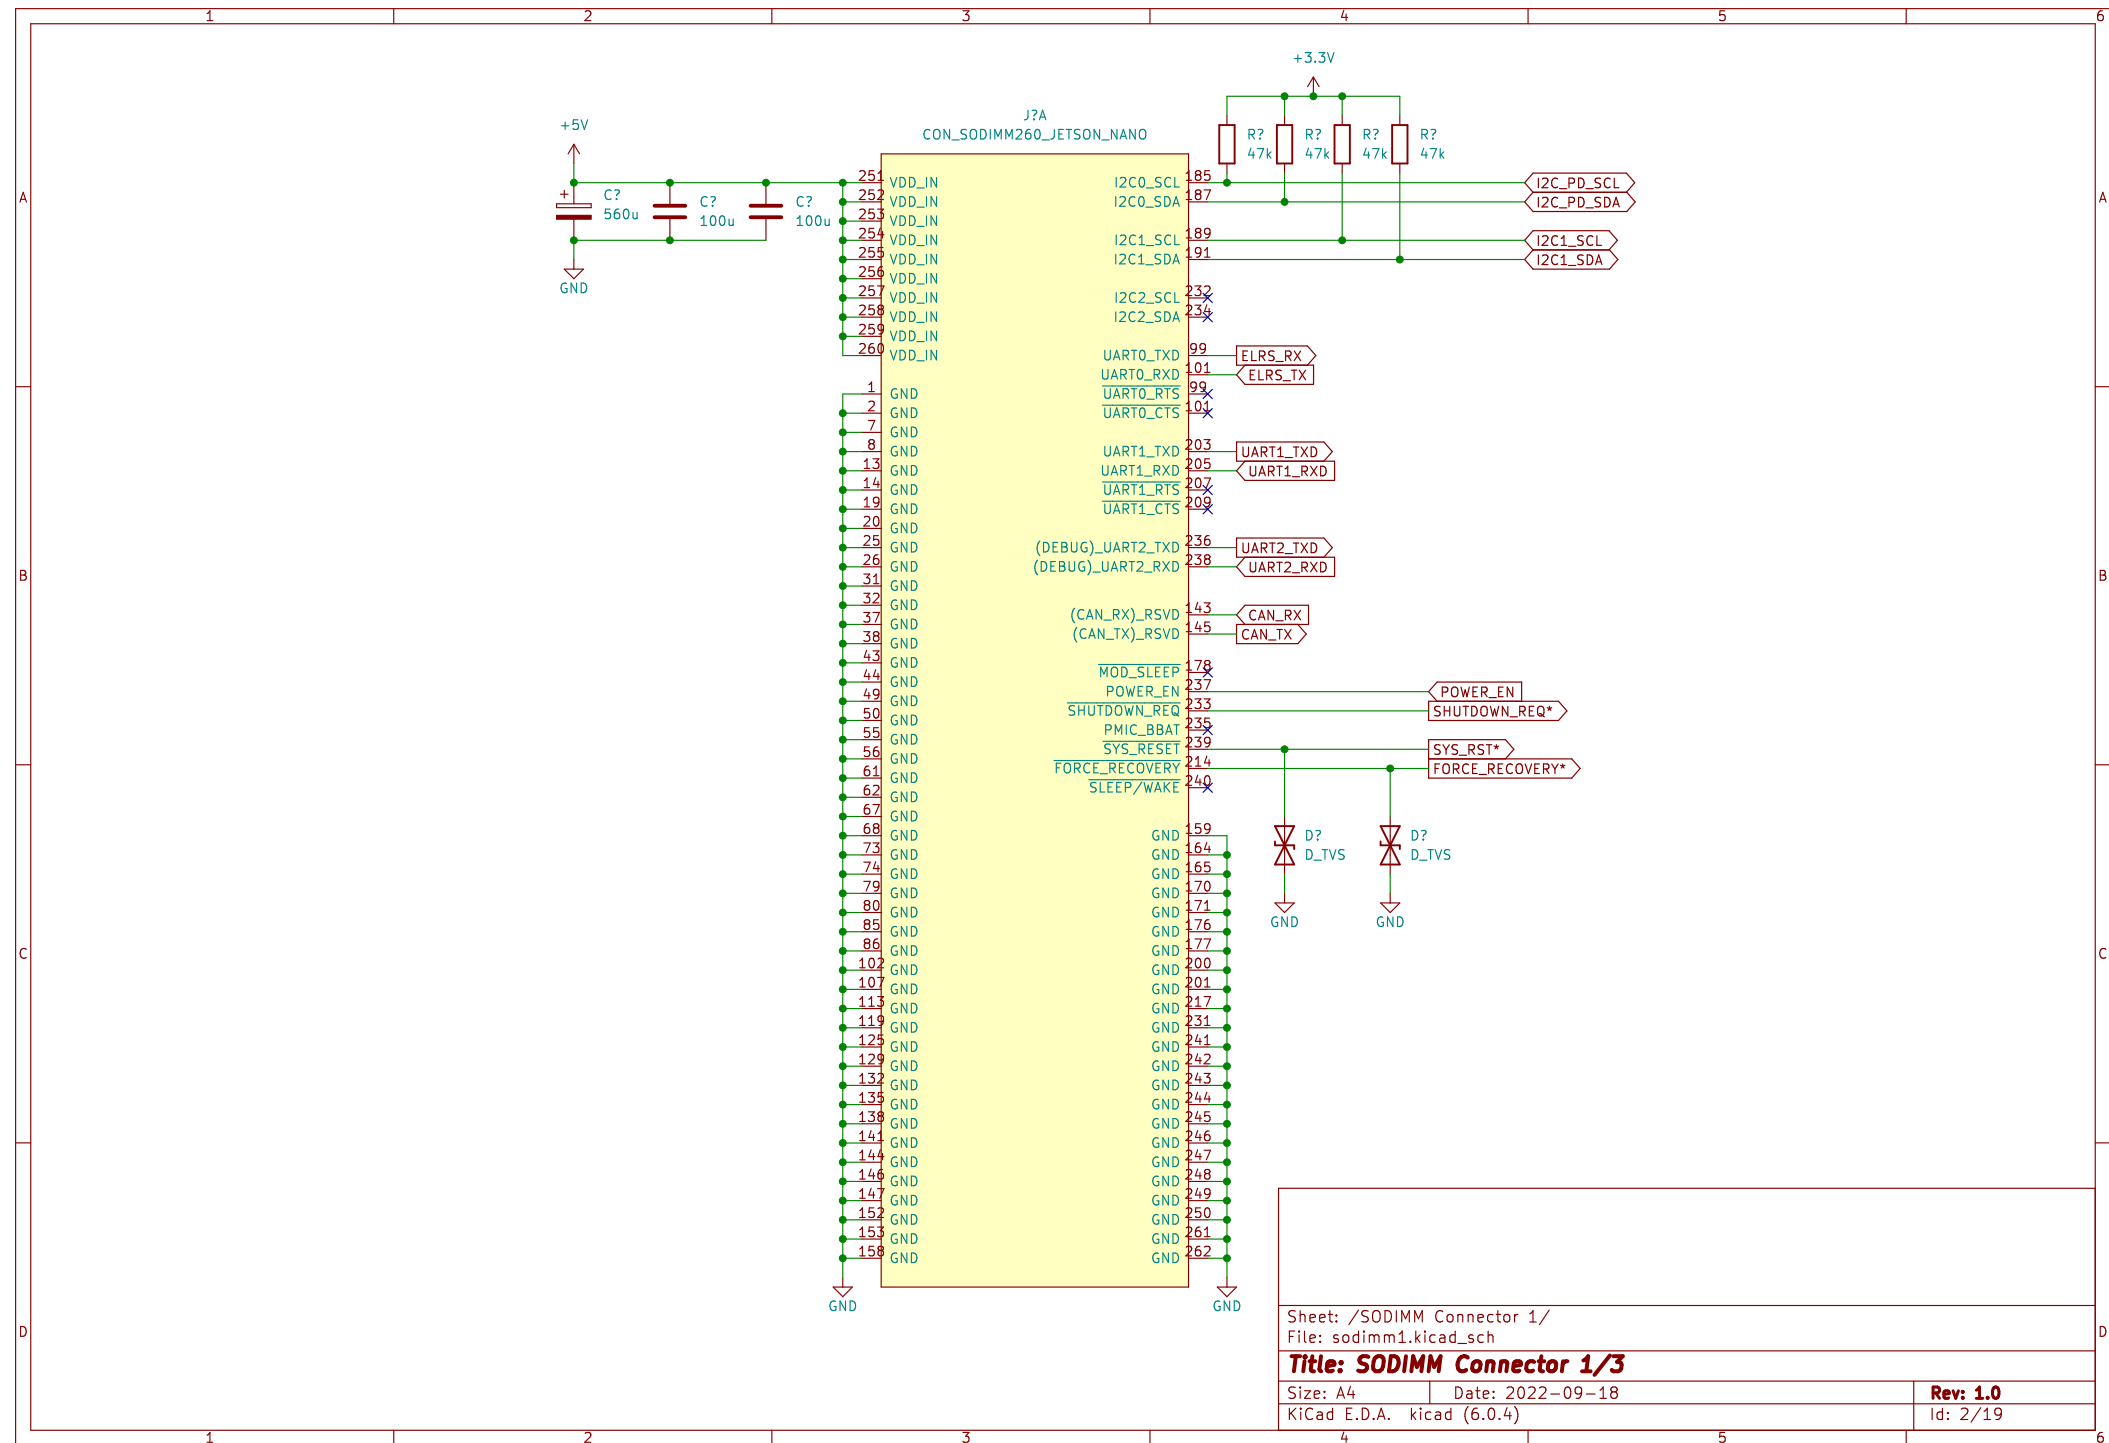 1 2 3 4 5 6
+3.3V
J?A
CON_SODIMM260_JETSON_NANO
+5V
R? R? R? R?
47k 47k 47k 47k
A A
C? C? C?
560u 100u 100u
GND
251 VDD_IN I2C0_SCL 185 I2C_PD_SCL
252 VDD_IN I2C0_SDA 187 I2C_PD_SDA
253 VDD_IN
254 VDD_IN I2C1_SCL 189 I2C1_SCL
255 VDD_IN I2C1_SDA 191 I2C1_SDA
256 VDD_IN
257 VDD_IN I2C2_SCL 232
258 VDD_IN I2C2_SDA 234
259 VDD_IN
260 VDD_IN UART0_TXD 99 ELRS_RX
UART0_RXD 101 ELRS_TX
1 GND UART0_RTS 99
2 GND UART0_CTS 101
7 GND
8 GND UART1_TXD 203 UART1_TXD
13 GND UART1_RXD 205 UART1_RXD
14 GND UART1_RTS 207
19 GND UART1_CTS 209
20 GND
25 GND (DEBUG)_UART2_TXD 236 UART2_TXD
26 GND (DEBUG)_UART2_RXD 238 UART2_RXD
B B
31 GND
32 GND (CAN_RX)_RSVD 143 CAN_RX
37 GND (CAN_TX)_RSVD 145 CAN_TX
38 GND
43 GND MOD_SLEEP 178
44 GND POWER_EN 237 POWER_EN
49 GND SHUTDOWN_REQ 233 SHUTDOWN_REQ*
50 GND PMIC_BBAT 235
55 GND SYS_RESET 239 SYS_RST*
56 GND FORCE_RECOVERY 214 FORCE_RECOVERY*
61 GND SLEEP/WAKE 240
62 GND
67 GND
68 GND GND 159 D? D?
73 GND GND 164 D_TVS D_TVS
74 GND GND 165
79 GND GND 170
80 GND GND 171 GND GND
85 GND GND 176
86 GND GND 177
C C
102 GND GND 200
107 GND GND 201
113 GND GND 217
119 GND GND 231
125 GND GND 241
129 GND GND 242
132 GND GND 243
135 GND GND 244
138 GND GND 245
141 GND GND 246
144 GND GND 247
146 GND GND 248
147 GND GND 249
152 GND GND 250
153 GND GND 261
158 GND GND 262
GND GND
Sheet: /SODIMM Connector 1/
D D
File: sodimm1.kicad_sch
Title: SODIMM Connector 1/3
Size: A4 Date: 2022-09-18 Rev: 1.0
KiCad E.D.A. kicad (6.0.4) Id: 2/19
1 2 3 4 5 6